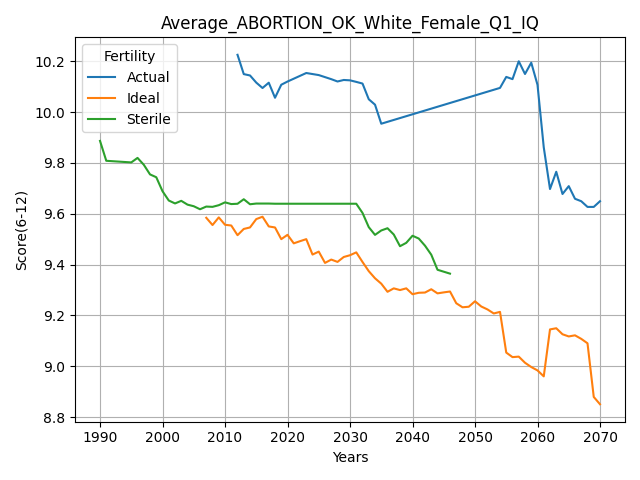 Average_ABORTION_OK_White_Female_Q1_IQ
Fertility
Actual
Ideal
Sterile
Score(6-12)
10.2
10.0
9.8
9.6
9.4
9.2
9.0
8.8
1990 2000 2010 2020 2030 2040 2050 2060 2070
Years